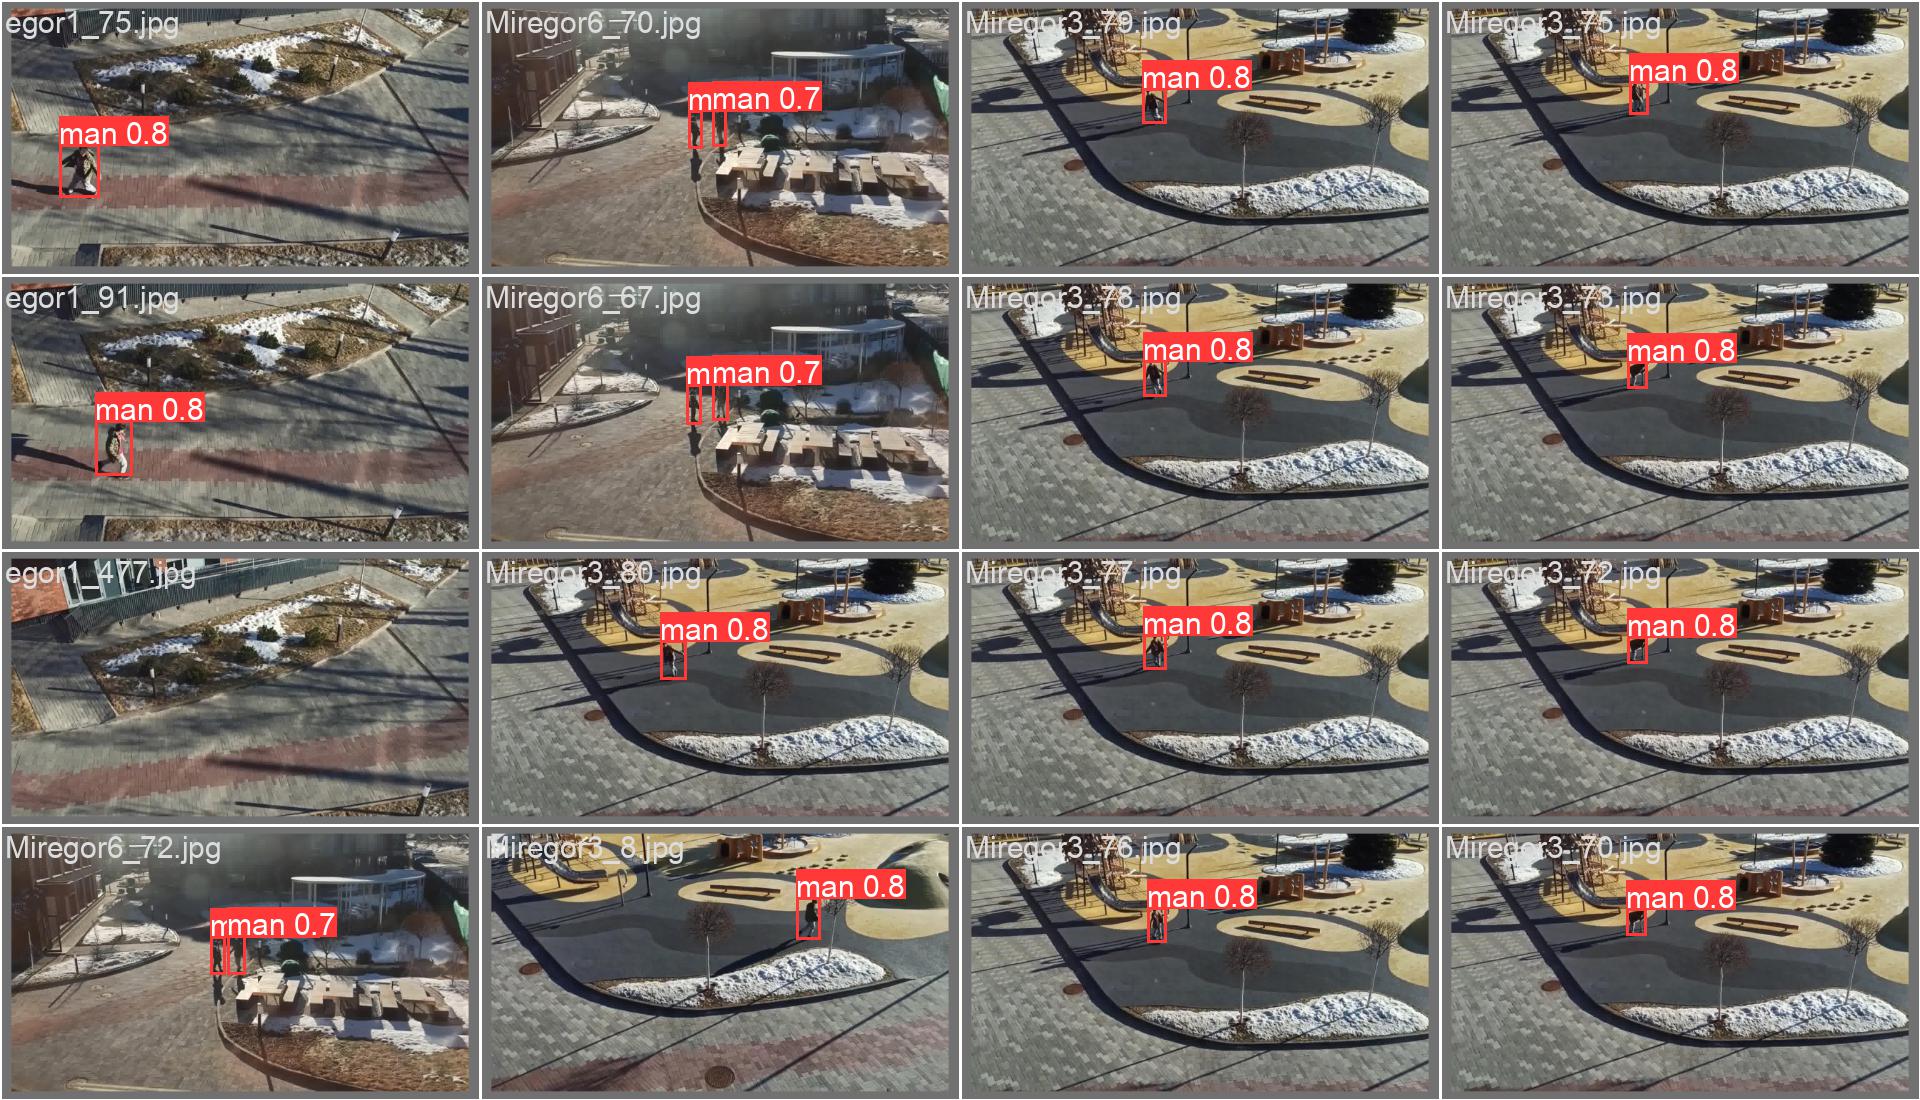 egor1_75.jpg
man 0.8
Miregor6_70.jpg
mman 0.7
Miregor3_79.jpg
man 0.8
Miregor3_75.jpg
man 0.8
egor1_91.jpg
man 0.8
Miregor6_67.jpg
mman 0.7
Miregor3_78.jpg
man 0.8
Miregor3_73.jpg
man 0.8
egor1_477.jpg
Miregor3_80.jpg
man 0.8
Miregor3_77.jpg
man 0.8
Miregor3_72.jpg
man 0.8
Miregor6_72.jpg
mman 0.7
Miregor3_8.jpg
man 0.8
Miregor3_76.jpg
man 0.8
Miregor3_70.jpg
man 0.8